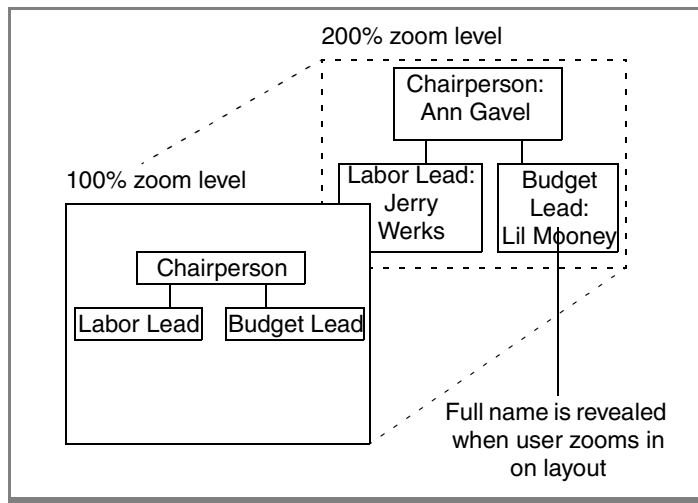 200% zoom level
Chairperson:
Ann Gavel
Labor Lead:
Jerry
Werks
Budget
Lead:
Lil Mooney
100% zoom level
Chairperson
Labor Lead
Budget Lead
Full name is revealed
when user zooms in
on layout